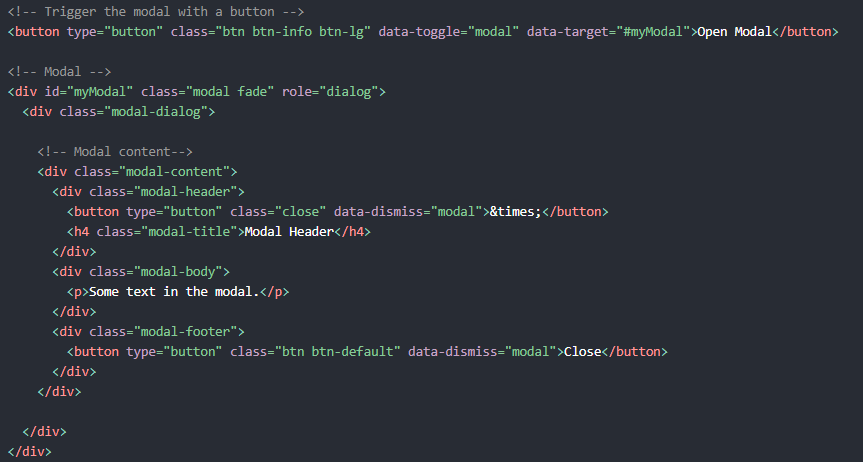 <!-- Trigger the modal with a button -->
<button type="button" class="btn btn-info btn-lg" data-toggle="modal" data-target="#myModal">Open Modal</button>

<!-- Modal -->
<div id="myModal" class="modal fade" role="dialog">
  <div class="modal-dialog">

    <!-- Modal content-->
    <div class="modal-content">
      <div class="modal-header">
        <button type="button" class="close" data-dismiss="modal">&times;</button>
        <h4 class="modal-title">Modal Header</h4>
      </div>
      <div class="modal-body">
        <p>Some text in the modal.</p>
      </div>
      <div class="modal-footer">
        <button type="button" class="btn btn-default" data-dismiss="modal">Close</button>
      </div>
    </div>

  </div>
</div>